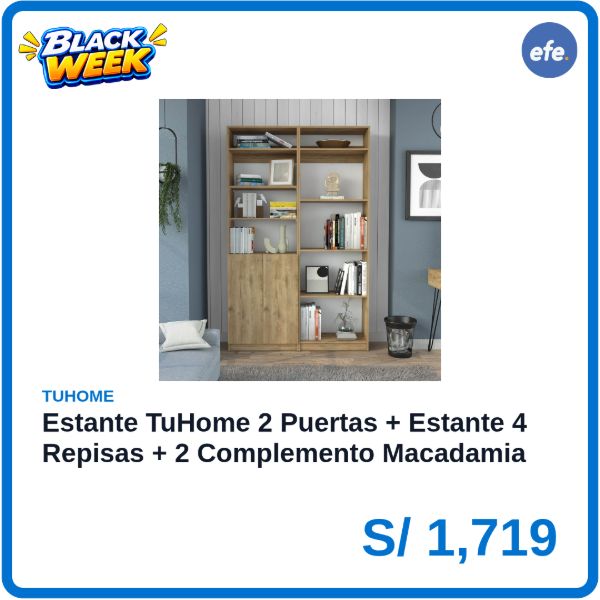 BLACK
WEEK
efe.
TUHOME
Estante TuHome 2 Puertas + Estante 4
Repisas + 2 Complemento Macadamia
S/ 1,719